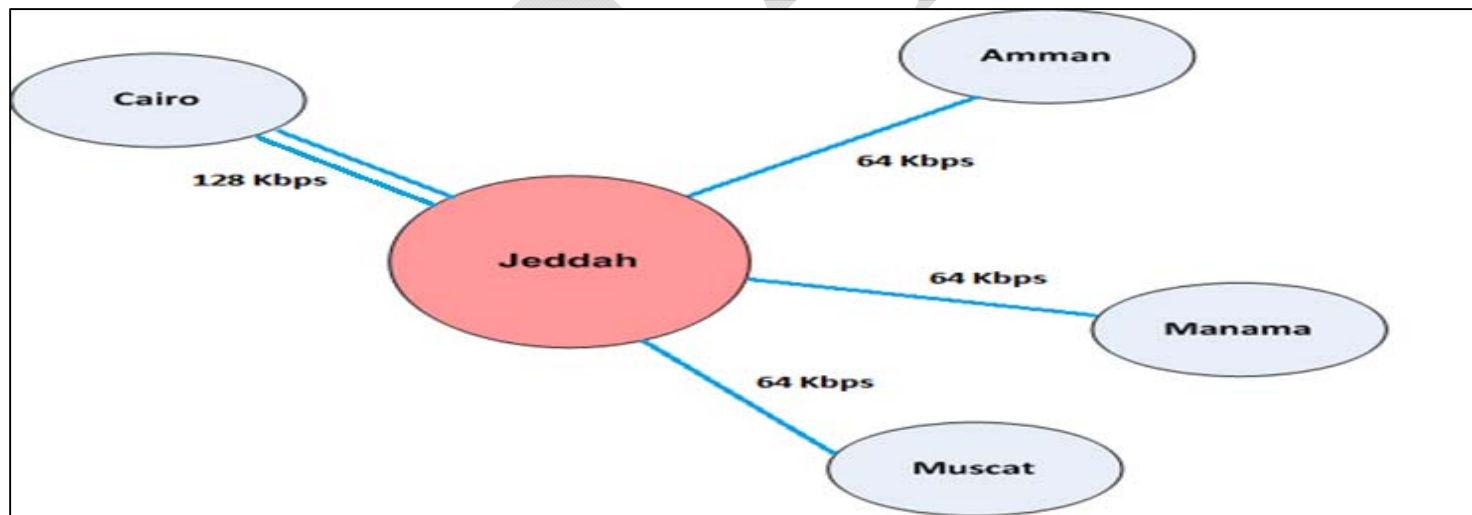 Amman
Cairo
64 Kbps
128 Kbps
Jeddah
64 Kbps
Manama
64 Kbps
Muscat